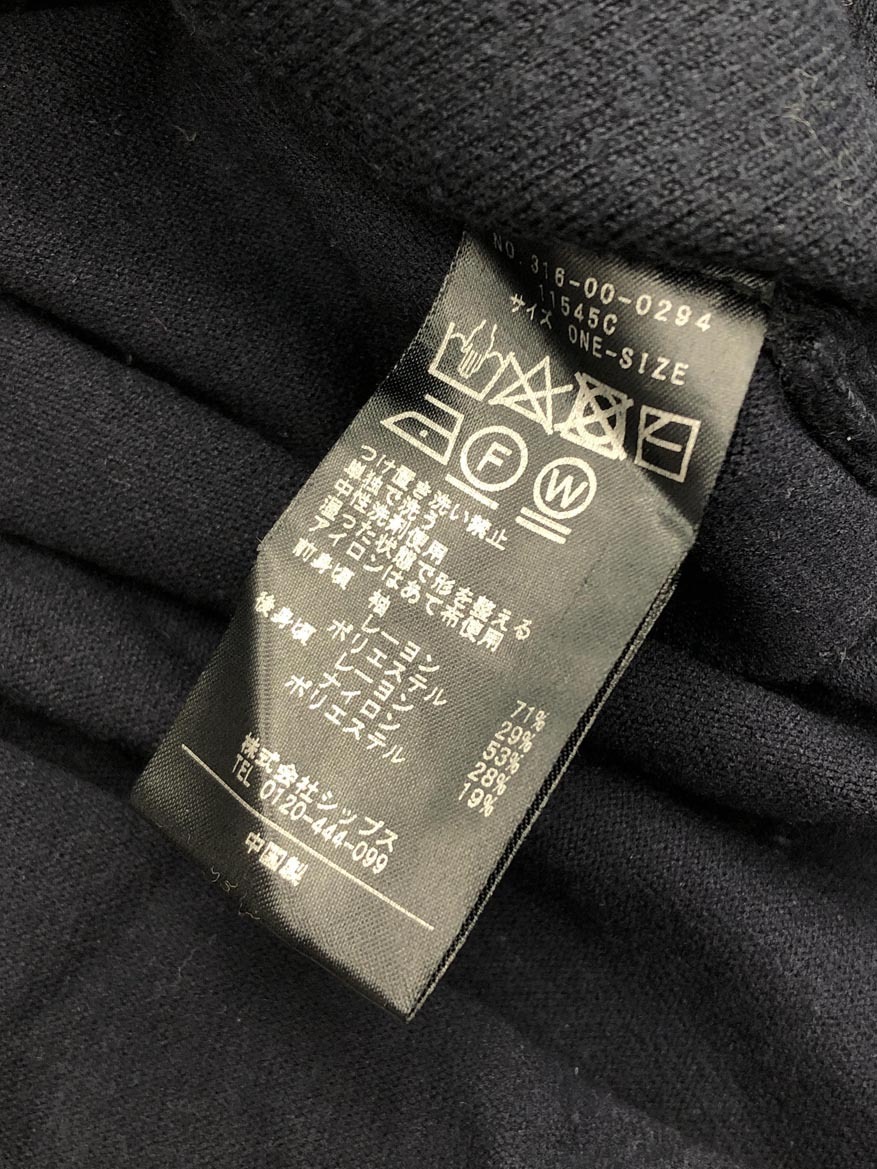 NO.316-00-0294
11545C
サイズ ONE-SIZE
F W
つけ置き洗い禁止
単独で洗う
中性洗剤使用
湿った状態で形を整える
アイロンはあて布使用
前身頃 袖
レーヨン 71%
ポリエステル 29%
後身頃 レーヨン 53%
ナイロン 28%
ポリエステル 19%
株式会社シップス
TEL 0120-444-099
中国製